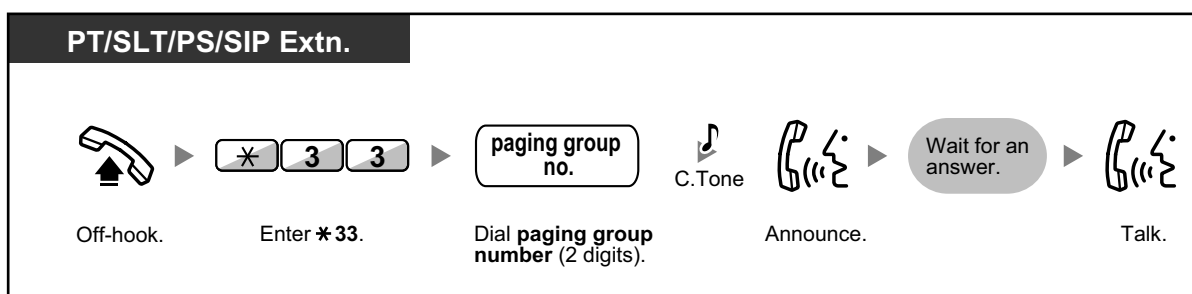 PT/SLT/PS/SIP Extn.
Off-hook.
* 3 3
Enter *33.
paging group
no.
Dial paging group
number (2 digits).
C.Tone
Announce.
Wait for an
answer.
Talk.